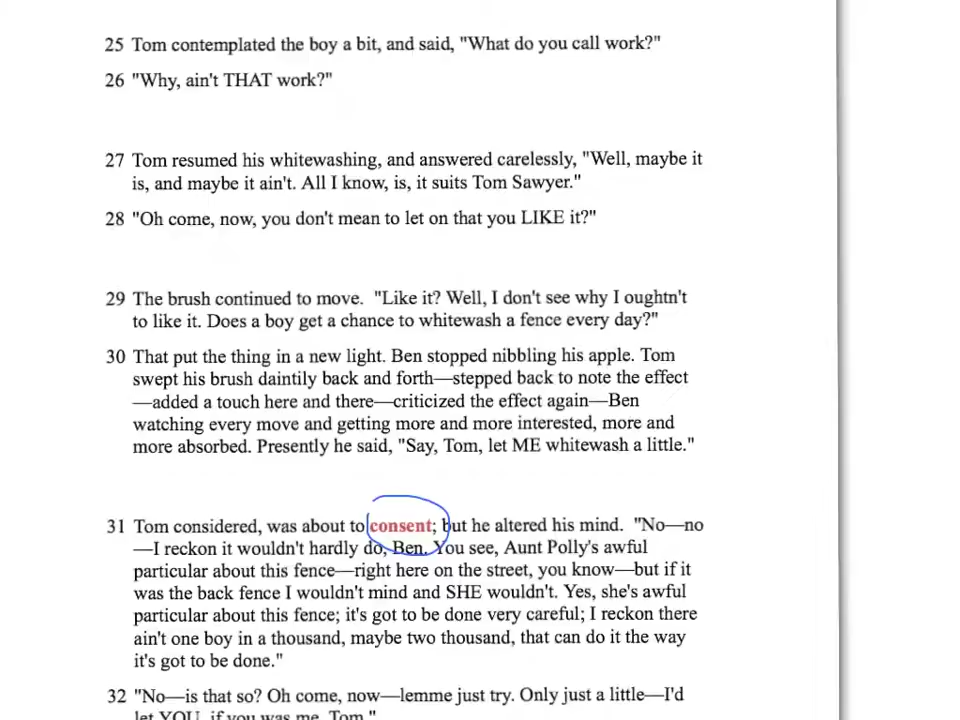 25 Tom contemplated the boy a bit, and said, "What do you call work?"
26 "Why, ain't THAT work?"
27 Tom resumed his whitewashing, and answered carelessly, "Well, maybe it
is, and maybe it ain't. All I know, is, it suits Tom Sawyer."
28 "Oh come, now, you don't mean to let on that you LIKE it?"
29 The brush continued to move. "Like it? Well, I don't see why I oughtn't
to like it. Does a boy get a chance to whitewash a fence every day?"
30 That put the thing in a new light. Ben stopped nibbling his apple. Tom
swept his brush daintily back and forth—stepped back to note the effect
—added a touch here and there—criticized the effect again—Ben
watching every move and getting more and more interested, more and
more absorbed. Presently he said, "Say, Tom, let ME whitewash a little."
31 Tom considered, was about to consent; but he altered his mind. "No—no
—I reckon it wouldn't hardly do, Ben. You see, Aunt Polly's awful
particular about this fence—right here on the street, you know—but if it
was the back fence I wouldn't mind and SHE wouldn't. Yes, she's awful
particular about this fence; it's got to be done very careful; I reckon there
ain't one boy in a thousand, maybe two thousand, that can do it the way
it's got to be done."
32 "No—is that so? Oh come, now—lemme just try. Only just a little—I'd
let YOU, if you was me, Tom."